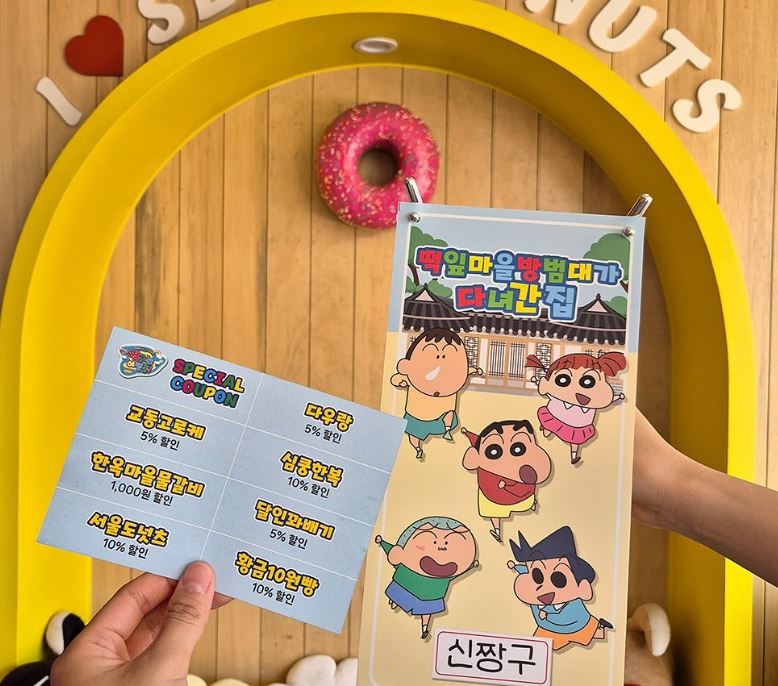 I SE NUTS
떡잎마을방범대가
다녀간 집
신짱구
SPECIAL
COUPON
교동고로케
5% 할인
한옥마을물갈비
1,000원 할인
서울도넛츠
10% 할인
다우랑
5% 할인
심쿵한복
10% 할인
달인꽈배기
5% 할인
황금10원빵
10% 할인